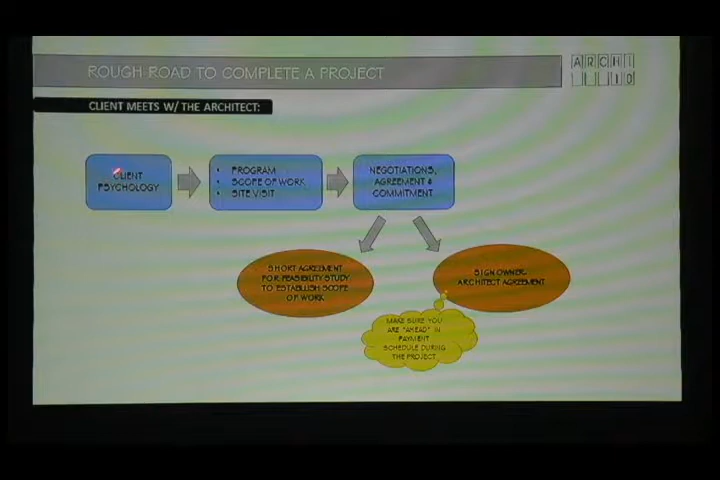 ROUGH ROAD TO COMPLETE A PROJECT
ARCHI
IO
CLIENT MEETS W/ THE ARCHITECT:
CLIENT
PSYCHOLOGY
• PROGRAM
• SCOPE OF WORK
• SITE VISIT
NEGOTIATIONS,
AGREEMENT &
COMMITMENT
SHORT AGREEMENT
FOR FEASIBILITY STUDY
TO ESTABLISH SCOPE
OF WORK
SIGN OWNER
ARCHITECT AGREEMENT
MAKE SURE YOU
ARE "AHEAD" IN
PAYMENT
SCHEDULE DURING
THE PROJECT